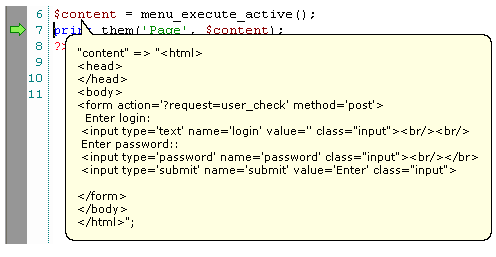 6 $content = menu_execute_active();
7 print them('Page', $content);
8 ?>
9
10
11
"content" => "<html>
<head>
</head>
<body>
<form action='?request=user_check' method='post'>
Enter login:
<input type='text' name='login' value='' class="input"><br/><br/>
Enter password::
<input type='password' name='password' class="input"><br/></br>
<input type='submit' name='submit' value='Enter' class="input">
</form>
</body>
</html>";